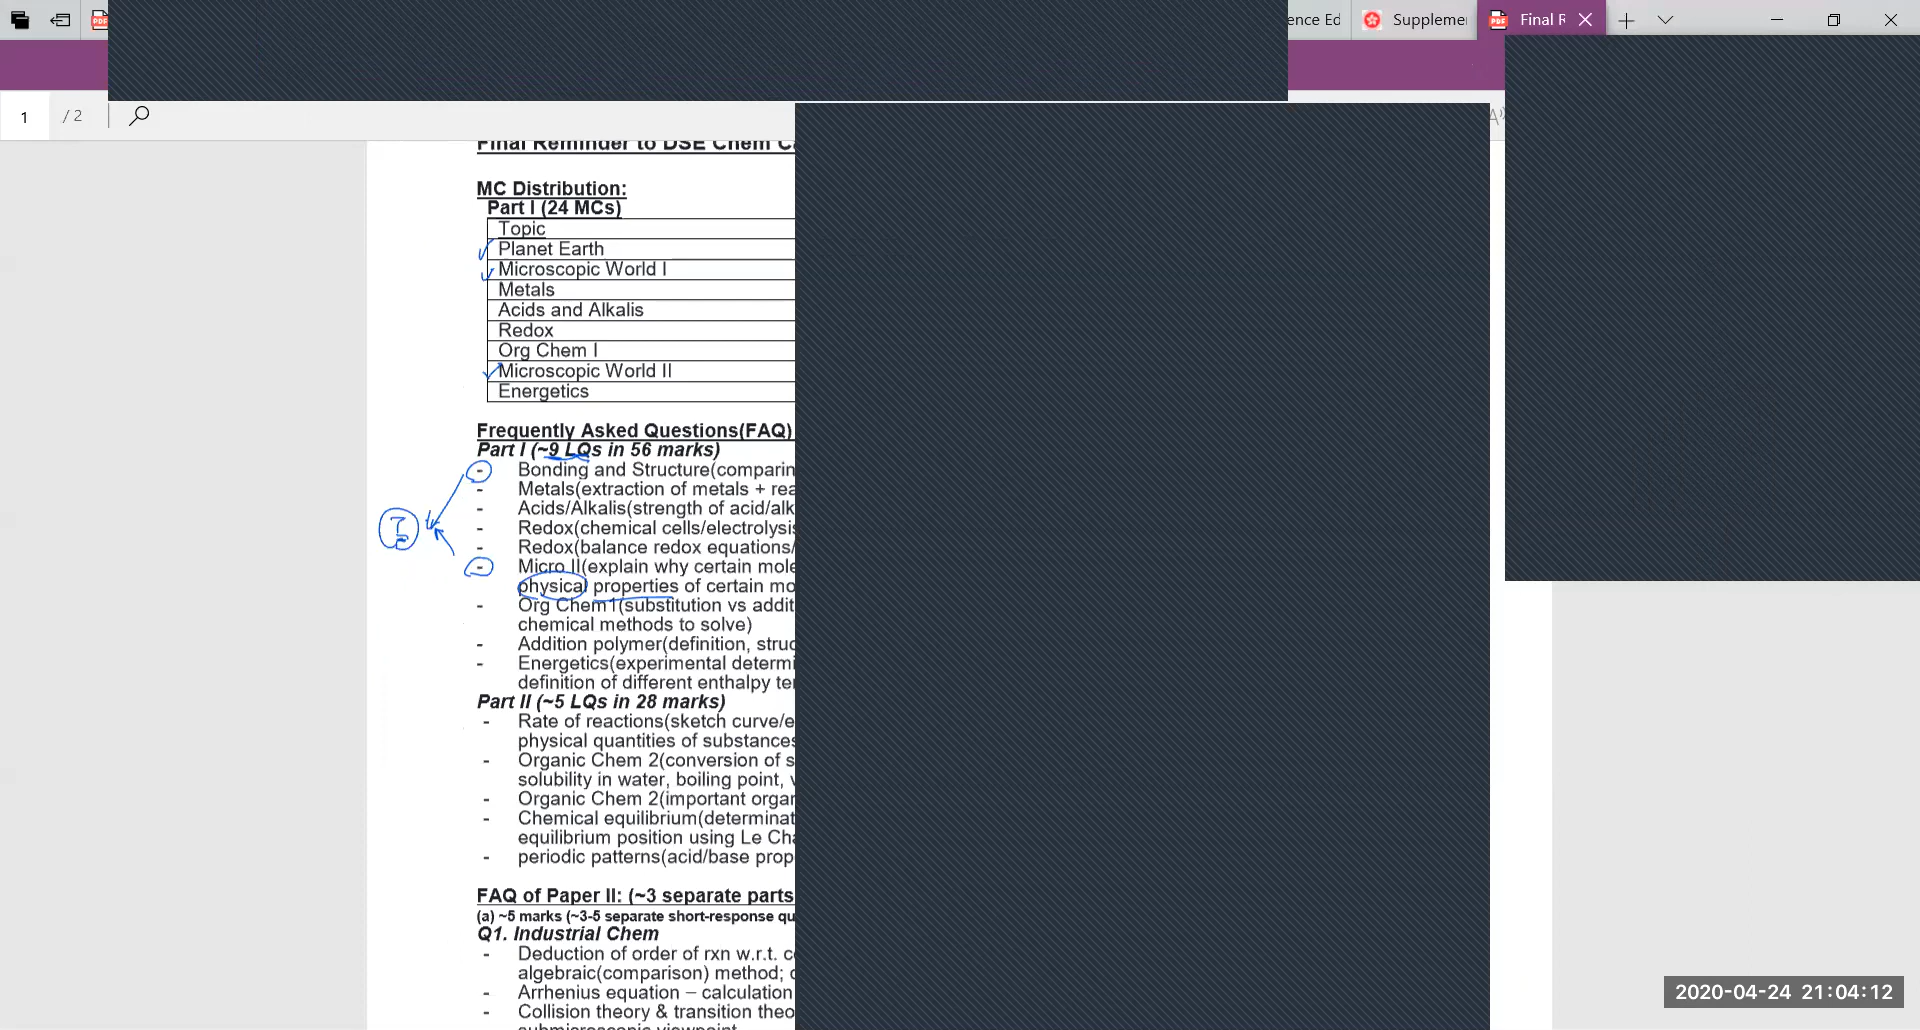 ence Ed
Suppleme
Final R
1
/ 2
Final Reminder to DSE Chem C
MC Distribution:
Part I (24 MCs)
Topic
Planet Earth
Microscopic World I
Metals
Acids and Alkalis
Redox
Org Chem I
Microscopic World II
Energetics
Frequently Asked Questions(FAQ)
Part I (~9 LQs in 56 marks)
- Bonding and Structure(comparin
- Metals(extraction of metals + rea
- Acids/Alkalis(strength of acid/alk
- Redox(chemical cells/electrolysis
- Redox(balance redox equations/
- Micro II(explain why certain mole
physical properties of certain mo
- Org Chem1(substitution vs addit
chemical methods to solve)
- Addition polymer(definition, struc
- Energetics(experimental determi
definition of different enthalpy te
Part II (~5 LQs in 28 marks)
- Rate of reactions(sketch curve/e
physical quantities of substances
- Organic Chem 2(conversion of s
solubility in water, boiling point, v
- Organic Chem 2(important organ
- Chemical equilibrium(determinat
equilibrium position using Le Cha
- periodic patterns(acid/base prop
FAQ of Paper II: (~3 separate parts
(a) ~5 marks (~3-5 separate short-response qu
Q1. Industrial Chem
- Deduction of order of rxn w.r.t. c
algebraic(comparison) method; c
- Arrhenius equation – calculation
- Collision theory & transition theo
submicroscopic viewpoint
2020-04-24 21:04:12